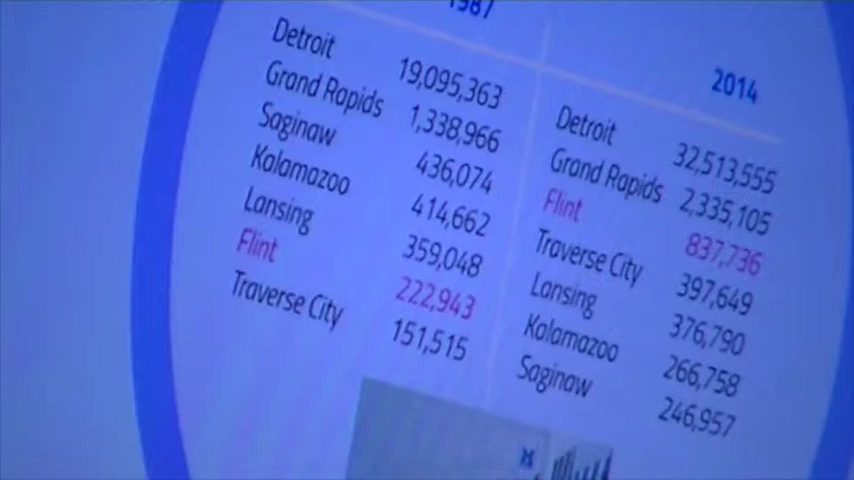 1987
Detroit 19,095,363
Grand Rapids 1,338,966
Saginaw 436,074
Kalamazoo 414,662
Lansing 359,048
Flint 222,943
Traverse City 151,515
2014
Detroit 32,513,555
Grand Rapids 2,335,105
Flint 837,736
Traverse City 397,649
Lansing 376,790
Kalamazoo 266,758
Saginaw 246,957